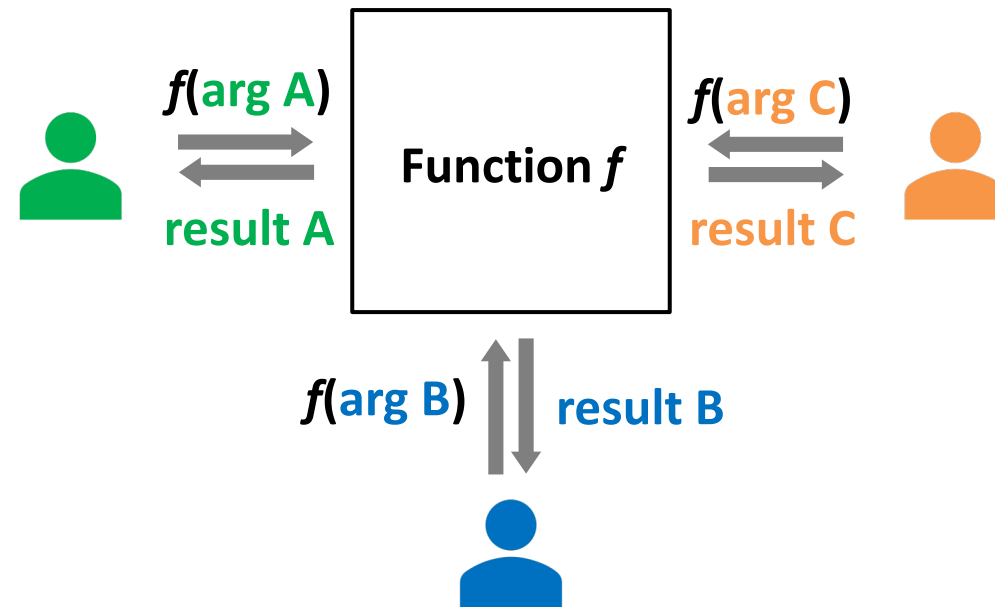 f(arg A)
result A
Function f
f(arg C)
result C
f(arg B)
result B